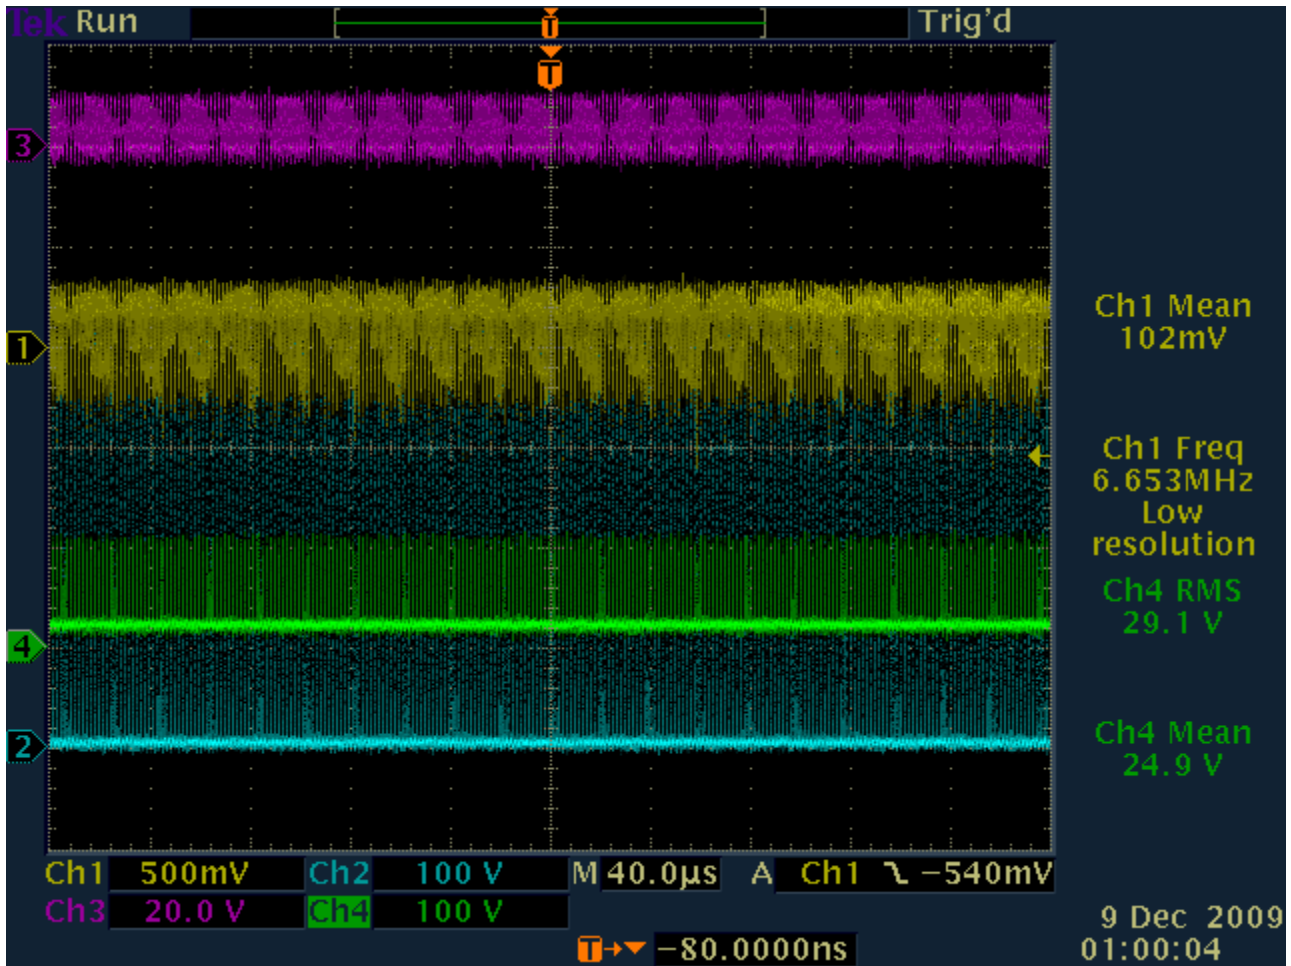 Tek Run Trig'd
T
T
3
1
Ch1 Mean
102mV
Ch1 Freq
6.653MHz
Low
resolution
Ch4 RMS
29.1 V
4
Ch4 Mean
24.9 V
2
Ch1 500mV Ch2 100 V M 40.0µs A Ch1 -540mV
Ch3 20.0 V Ch4 100 V
T→▼ -80.0000ns
9 Dec 2009
01:00:04